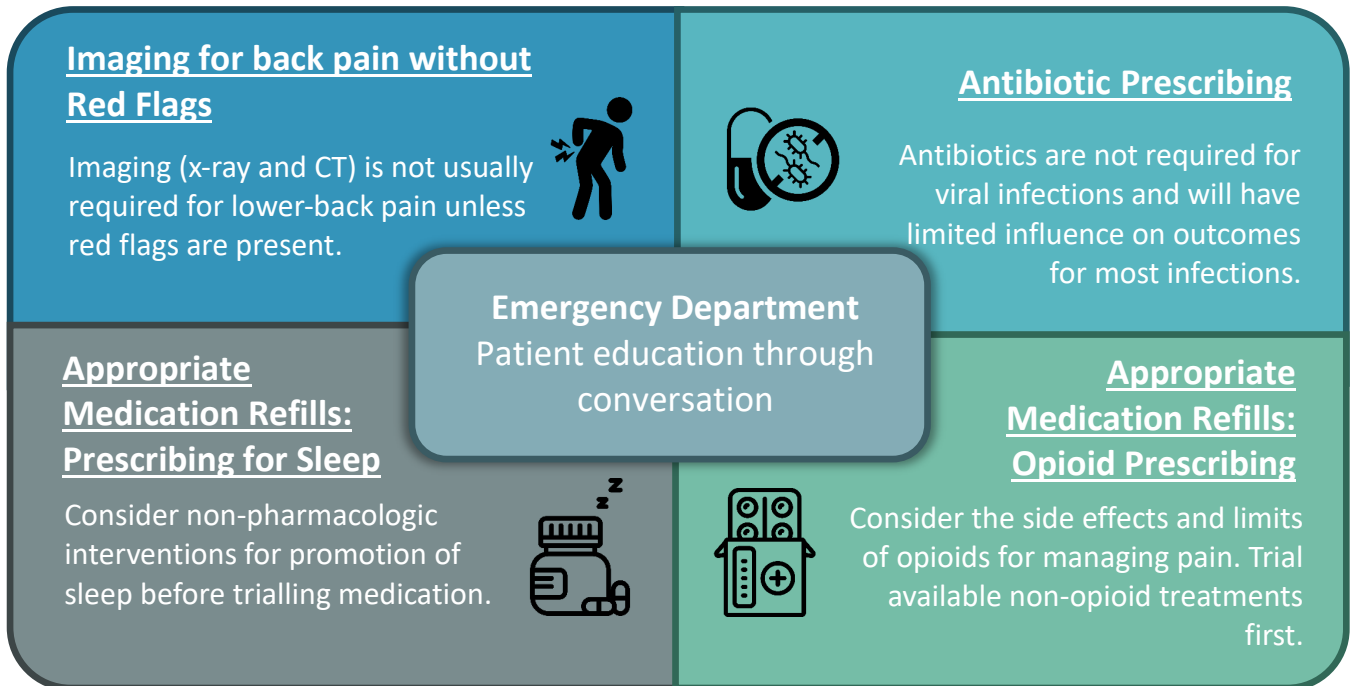 Imaging for back pain without
Red Flags
Imaging (x-ray and CT) is not usually
required for lower-back pain unless
red flags are present.
Antibiotic Prescribing
Antibiotics are not required for
viral infections and will have
limited influence on outcomes
for most infections.
Emergency Department
Patient education through
conversation
Appropriate
Medication Refills:
Prescribing for Sleep
Consider non-pharmacologic
interventions for promotion of
sleep before trialling medication.
z
z
Appropriate
Medication Refills:
Opioid Prescribing
Consider the side effects and limits
of opioids for managing pain. Trial
available non-opioid treatments
first.